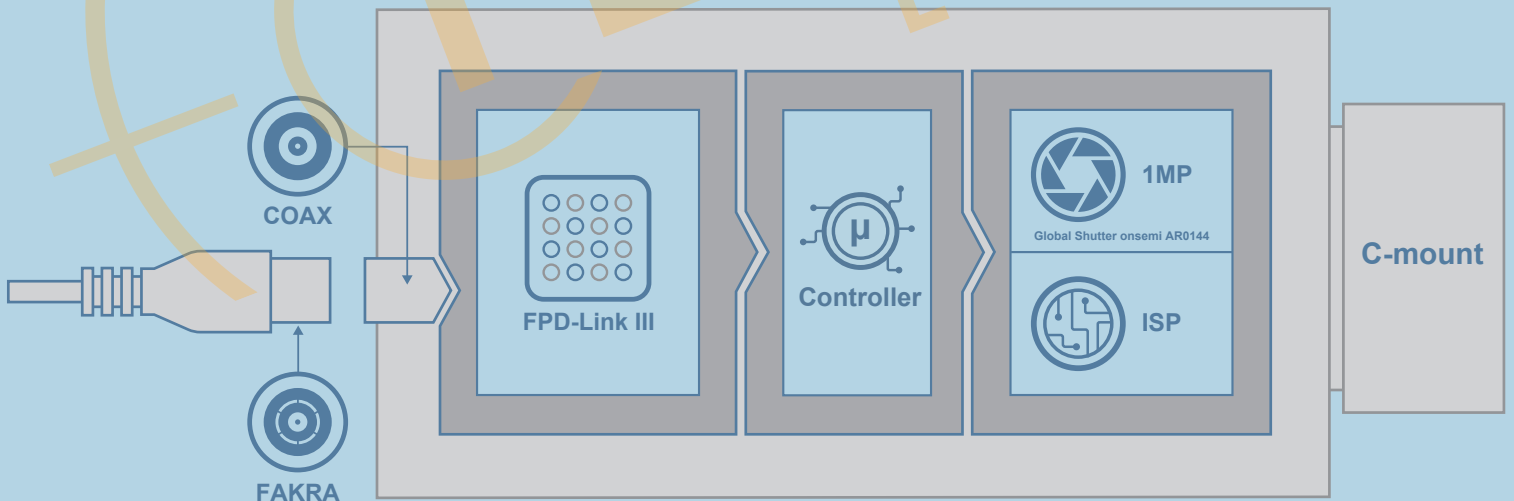 COAX
FAKRA
FPD-Link III
µ
Controller
1MP
Global Shutter onsemi AR0144
ISP
C-mount